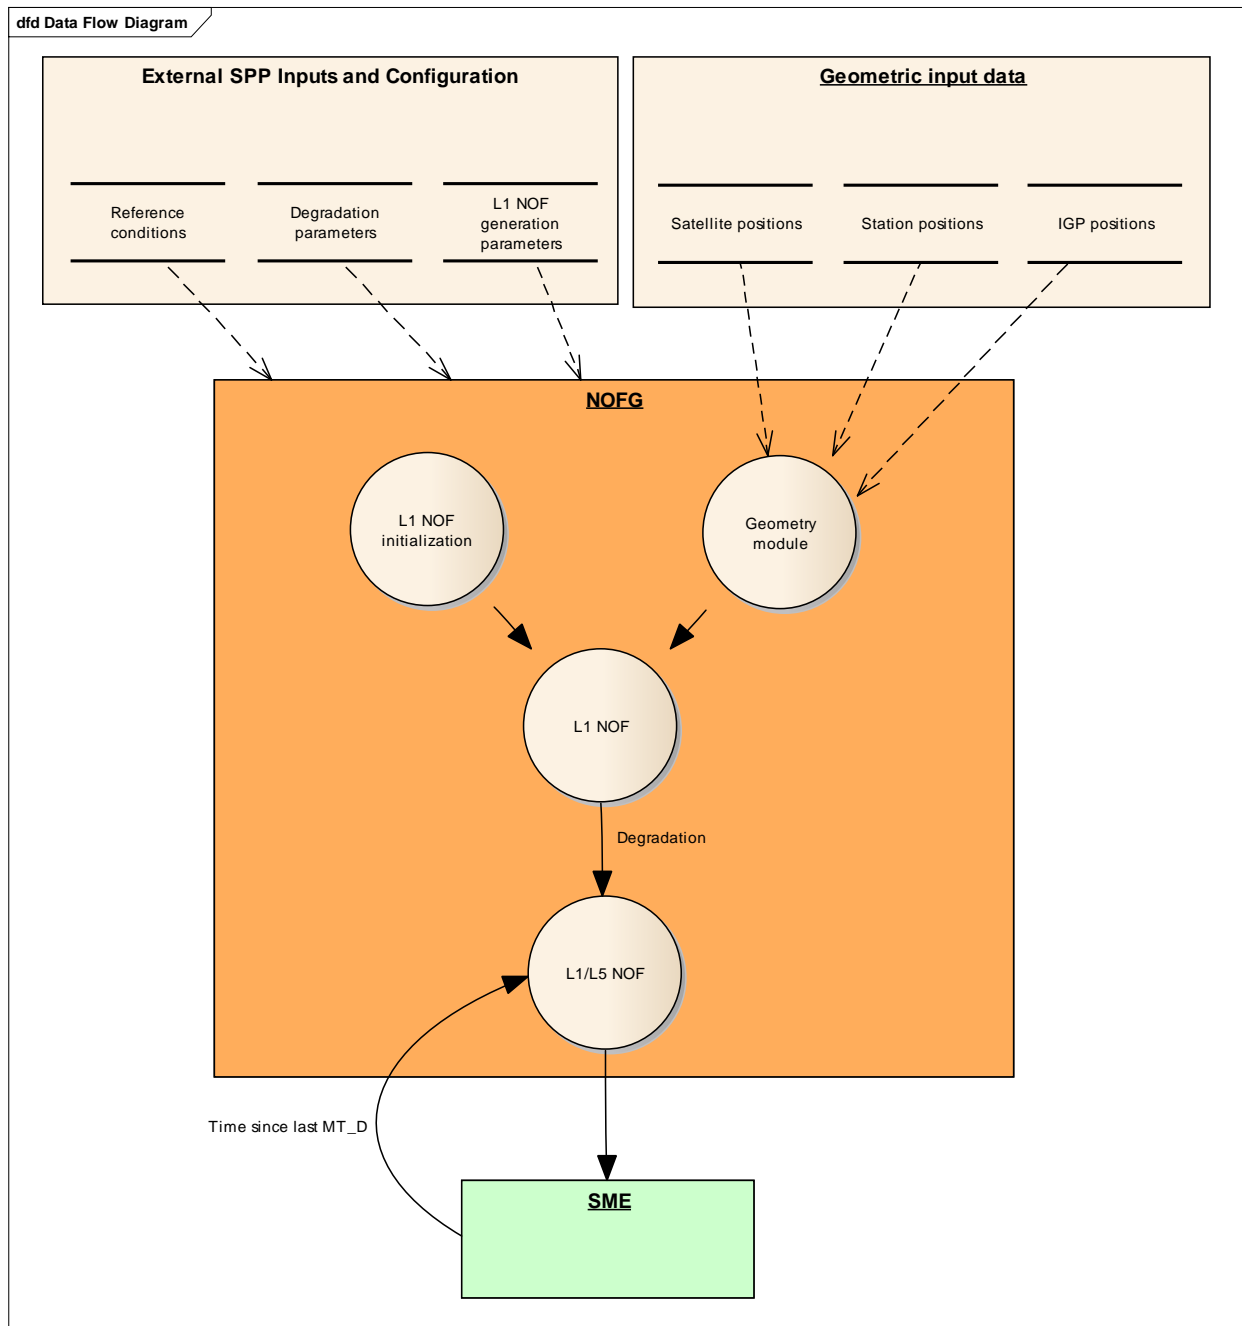 dfd Data Flow Diagram
External SPP Inputs and Configuration
Geometric input data
Reference
conditions
Degradation
parameters
L1 NOF
generation
parameters
Satellite positions
Station positions
IGP positions
NOFG
L1 NOF
initialization
Geometry
module
L1 NOF
Degradation
L1/L5 NOF
Time since last MT_D
SME